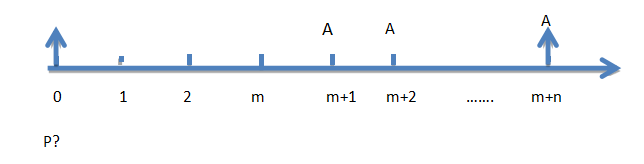 A A A
0 1 2 m m+1 m+2 ....... m+n
P?